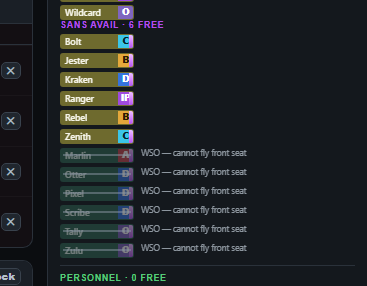 Wildcard O
SANS AVAIL · 6 FREE
Bolt C
Jester B
Kraken D
Ranger IP
Rebel B
Zenith C
Marlin A WSO — cannot fly front seat
Otter D WSO — cannot fly front seat
Pixel D WSO — cannot fly front seat
Scribe D WSO — cannot fly front seat
Tally O WSO — cannot fly front seat
Zulu O WSO — cannot fly front seat
ock
PERSONNEL · 0 FREE